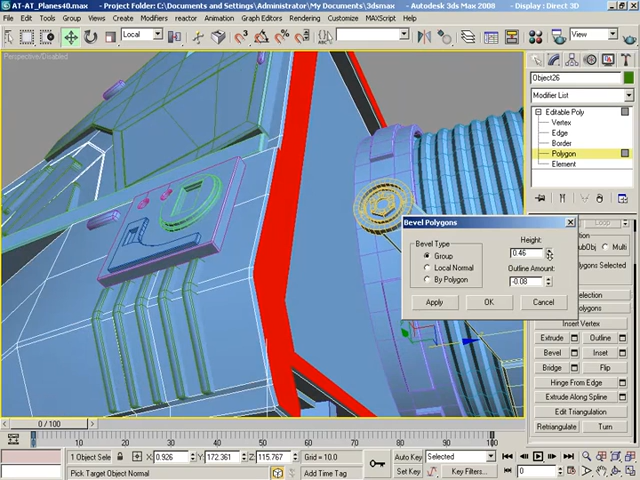 AT-AT_Planes40.max - Project Folder: C:\Documents and Settings\Administrator\My Documents\3dsmax - Autodesk 3ds Max 2008 - Display : Direct 3D
File Edit Tools Group Views Create Modifiers Reactor Animation Graph Editors Rendering Customize MAXScript Help
Local
Perspective/Disabled
Object26
Modifier List
Editable Poly
Vertex
Edge
Border
Polygon
Element
Loop
SubObj Multi
Polygons Selected
Insert Vertex
Extrude Outline
Bevel Inset
Bridge Flip
Hinge From Edge
Extrude Along Spline
Edit Triangulation
Retriangulate Turn
Bevel Polygons
Bevel Type
Group
Local Normal
By Polygon
Height:
0.46
Outline Amount:
-0.08
Apply OK Cancel
0 / 100
0 10 20 30 40 50 60 70 80 90 100
1 Object Sele X: 0.926 Y: 172.361 Z: 115.767 Grid = 10.0
Pick Target Object Normal Add Time Tag
Auto Key Selected
Set Key Key Filters... 0